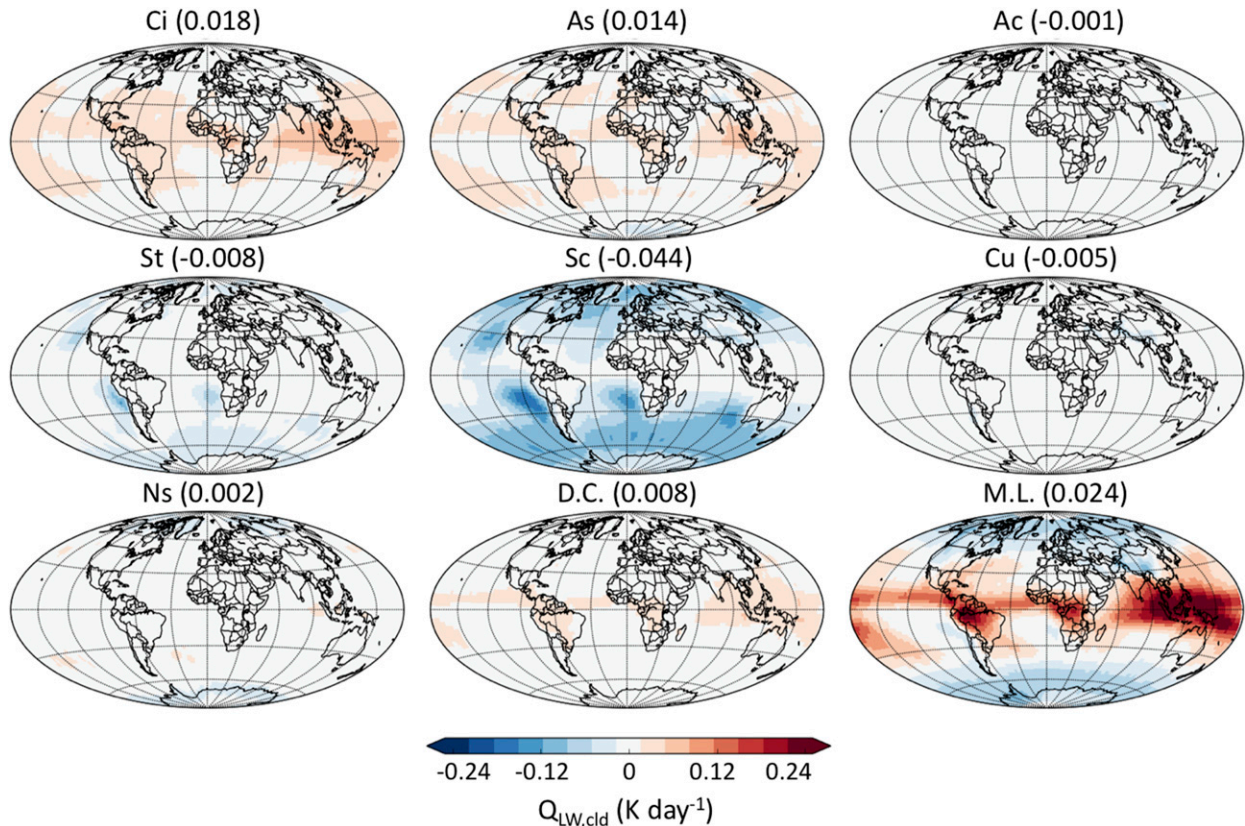 Ci (0.018) As (0.014) Ac (-0.001)
St (-0.008) Sc (-0.044) Cu (-0.005)
Ns (0.002) D.C. (0.008) M.L. (0.024)
-0.24 -0.12 0 0.12 0.24
Q_LW,cld (K day⁻¹)